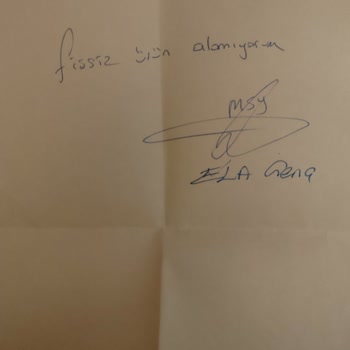 fişsiz ürün alamıyorum
MSY
ELA Genç